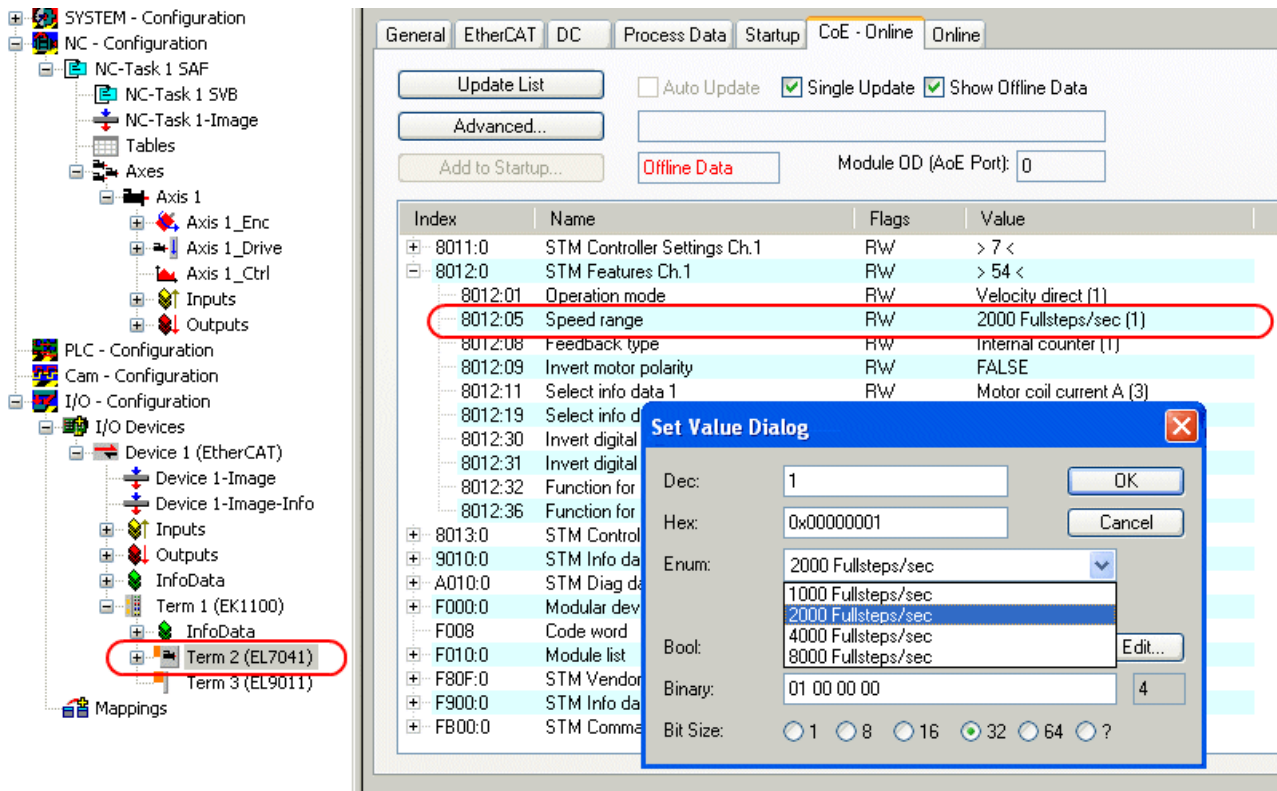 SYSTEM - Configuration
NC - Configuration
NC-Task 1 SAF
NC-Task 1 SVB
NC-Task 1-Image
Tables
Axes
Axis 1
Axis 1_Enc
Axis 1_Drive
Axis 1_Ctrl
Inputs
Outputs
PLC - Configuration
Cam - Configuration
I/O - Configuration
I/O Devices
Device 1 (EtherCAT)
Device 1-Image
Device 1-Image-Info
Inputs
Outputs
InfoData
Term 1 (EK1100)
InfoData
Term 2 (EL7041)
Term 3 (EL9011)
Mappings
General EtherCAT DC Process Data Startup CoE - Online Online
Update List Auto Update Single Update Show Offline Data
Advanced...
Add to Startup... Offline Data Module OD (AoE Port): 0
Index Name Flags Value
8011:0 STM Controller Settings Ch.1 RW > 7 <
8012:0 STM Features Ch.1 RW > 54 <
8012:01 Operation mode RW Velocity direct (1)
8012:05 Speed range RW 2000 Fullsteps/sec (1)
8012:08 Feedback type RW Internal counter (1)
8012:09 Invert motor polarity RW FALSE
8012:11 Select info data 1 RW Motor coil current A (3)
8012:19 Select info d
8012:30 Invert digital
8012:31 Invert digital
8012:32 Function for
8012:36 Function for
8013:0 STM Control
9010:0 STM Info da
A010:0 STM Diag da
F000:0 Modular dev
F008 Code word
F010:0 Module list
F80F:0 STM Vendor
F900:0 STM Info da
FB00:0 STM Comma
Set Value Dialog
Dec: 1 OK
Hex: 0x00000001 Cancel
Enum: 2000 Fullsteps/sec
1000 Fullsteps/sec
2000 Fullsteps/sec
4000 Fullsteps/sec
8000 Fullsteps/sec
Bool: Edit...
Binary: 01 00 00 00 4
Bit Size: 1 8 16 32 64 ?